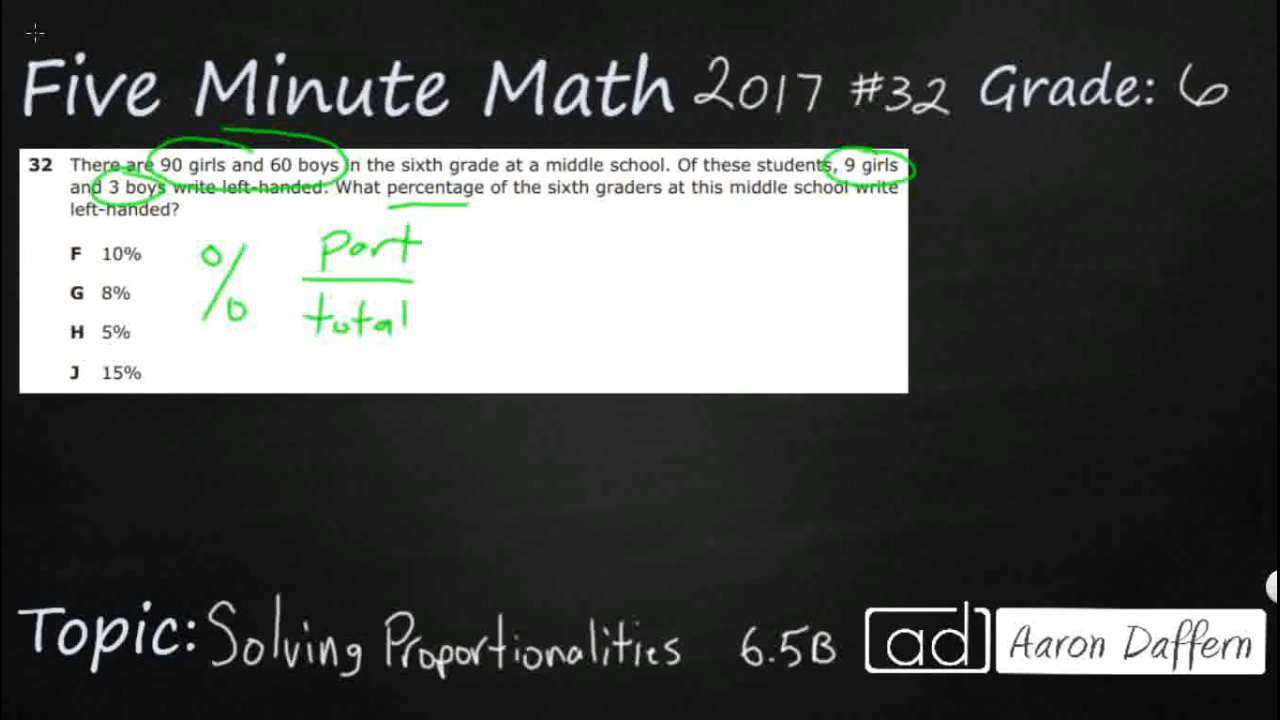 Five Minute Math 2017 #32 Grade: 6
32 There are 90 girls and 60 boys in the sixth grade at a middle school. Of these students, 9 girls
and 3 boys write left-handed. What percentage of the sixth graders at this middle school write
left-handed?
F 10%
G 8%
H 5%
J 15%
% part
total
Topic: Solving Proportionalities 6.5B ad Aaron Daffern